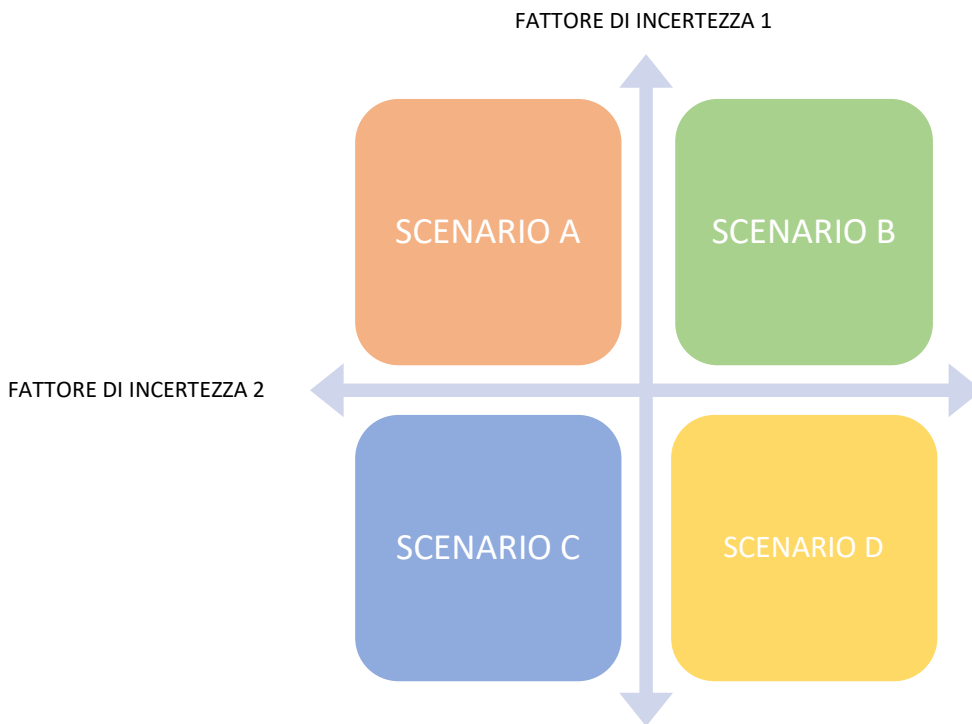 FATTORE DI INCERTEZZA 1
SCENARIO A
SCENARIO B
FATTORE DI INCERTEZZA 2
SCENARIO C
SCENARIO D